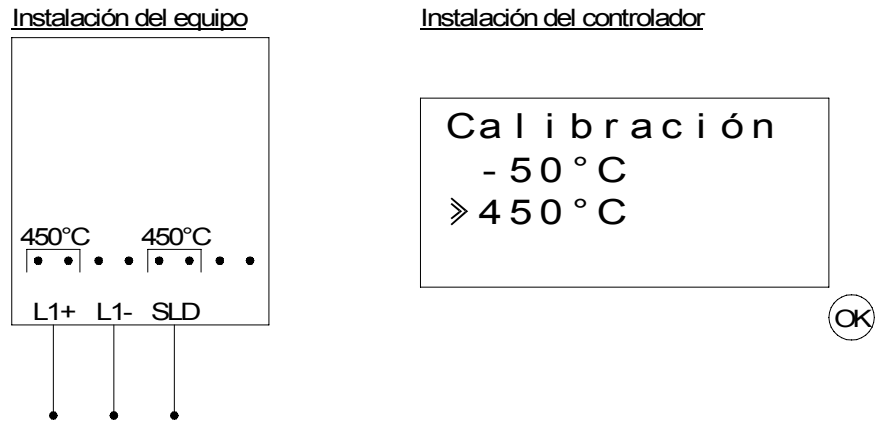 Instalación del equipo
Instalación del controlador
Calibración
-50°C
450°C
450°C 450°C
L1+ L1- SLD
OK